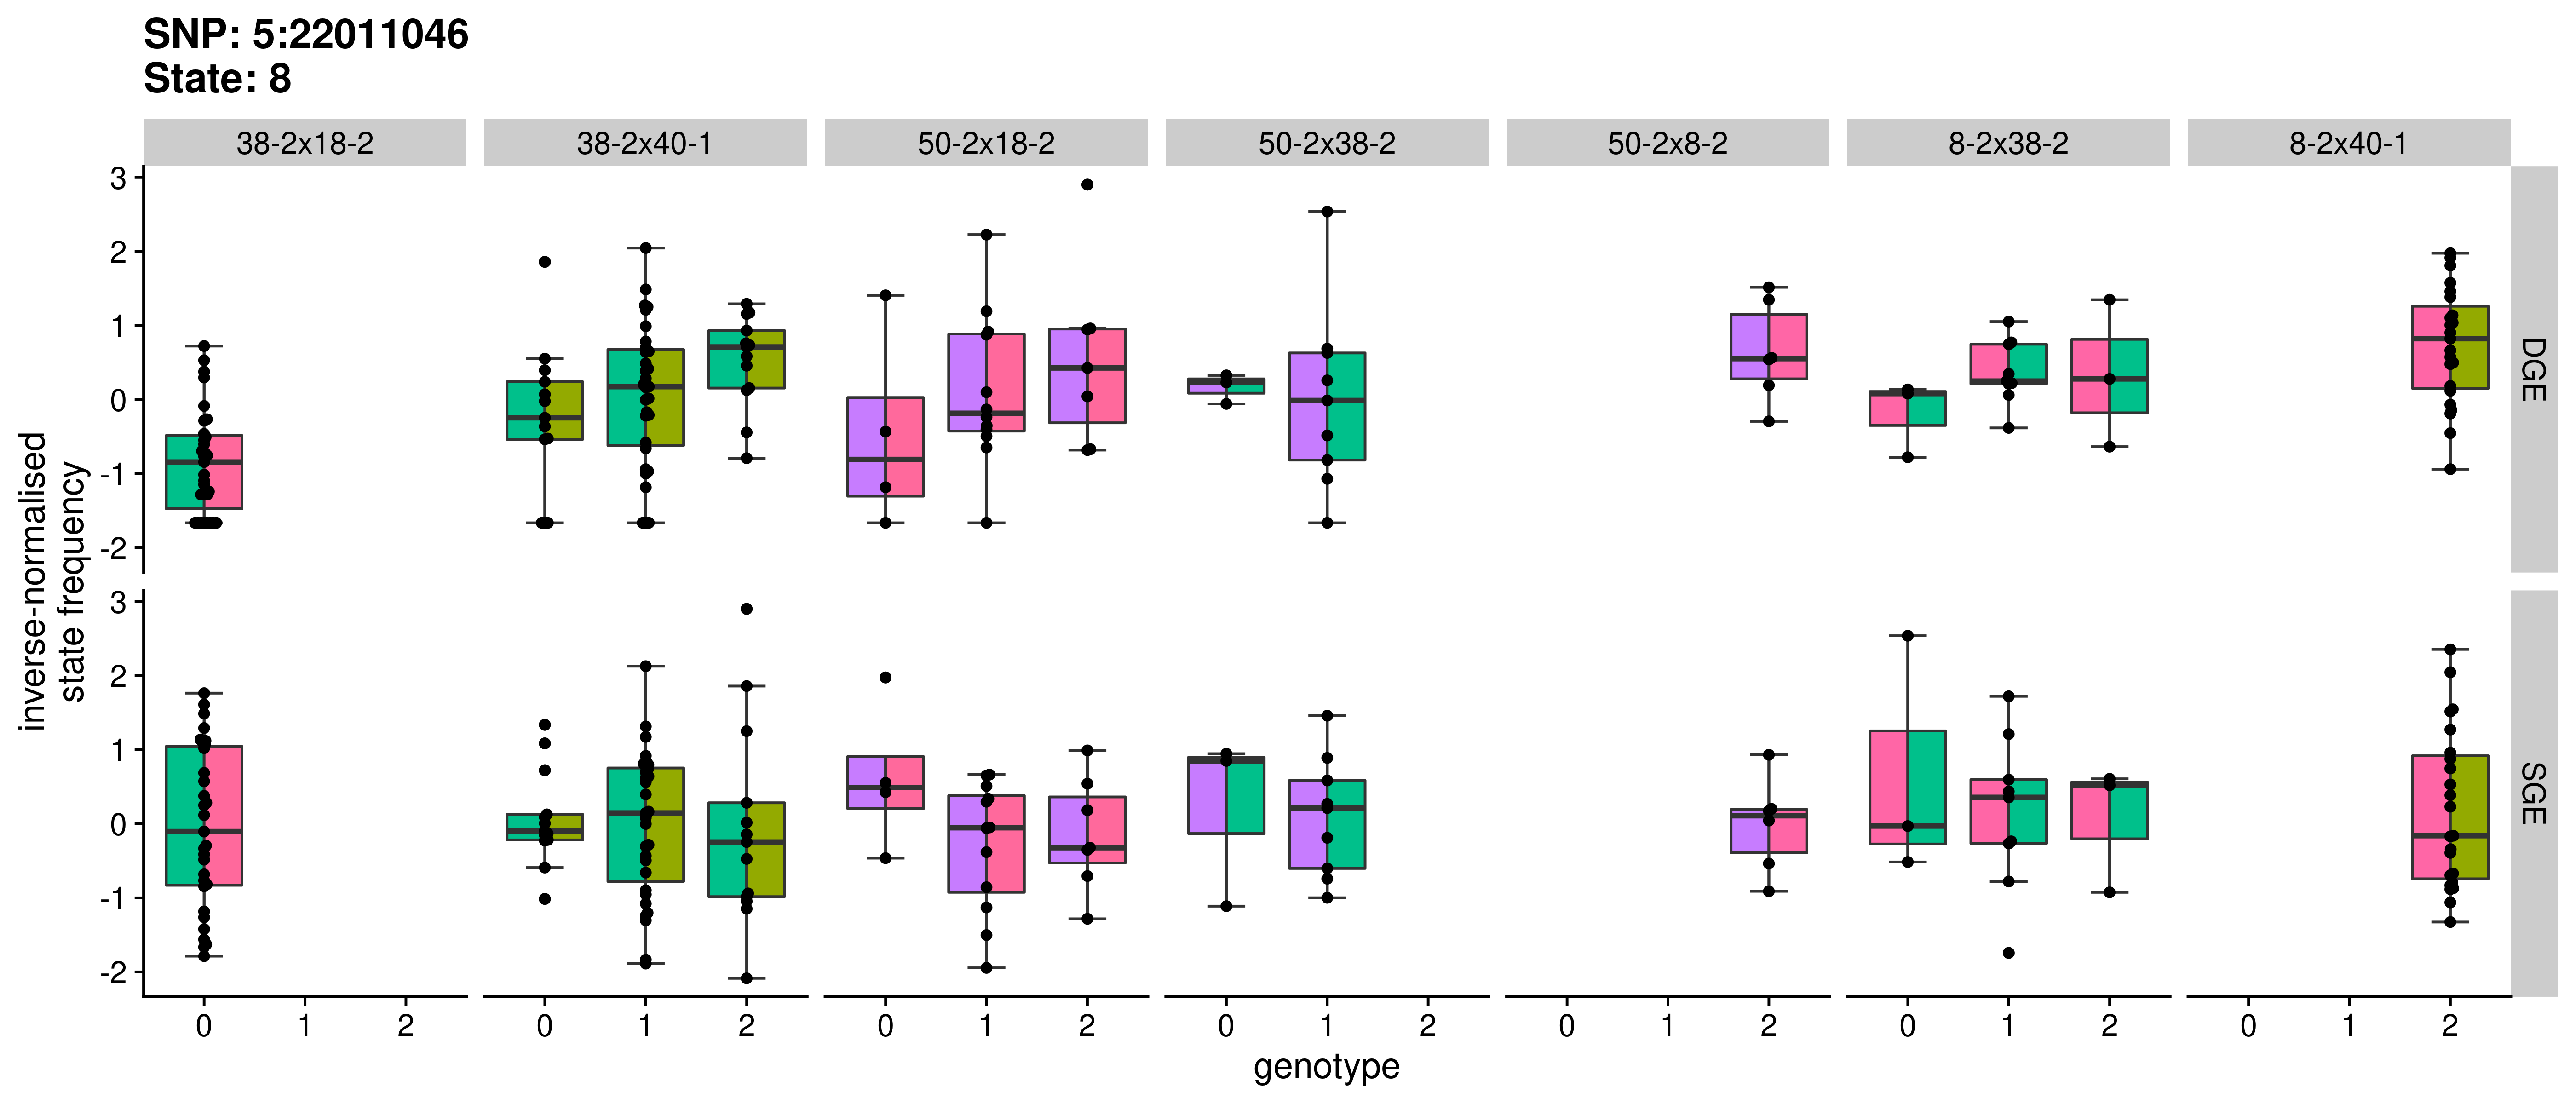 SNP: 5:22011046
State: 8
38-2x18-2 38-2x40-1 50-2x18-2 50-2x38-2 50-2x8-2 8-2x38-2 8-2x40-1
3
2
1
0
-1
-2
DGE
3
2
1
0
-1
-2
SGE
inverse-normalised
state frequency
0 1 2 0 1 2 0 1 2 0 1 2 0 1 2 0 1 2 0 1 2
genotype